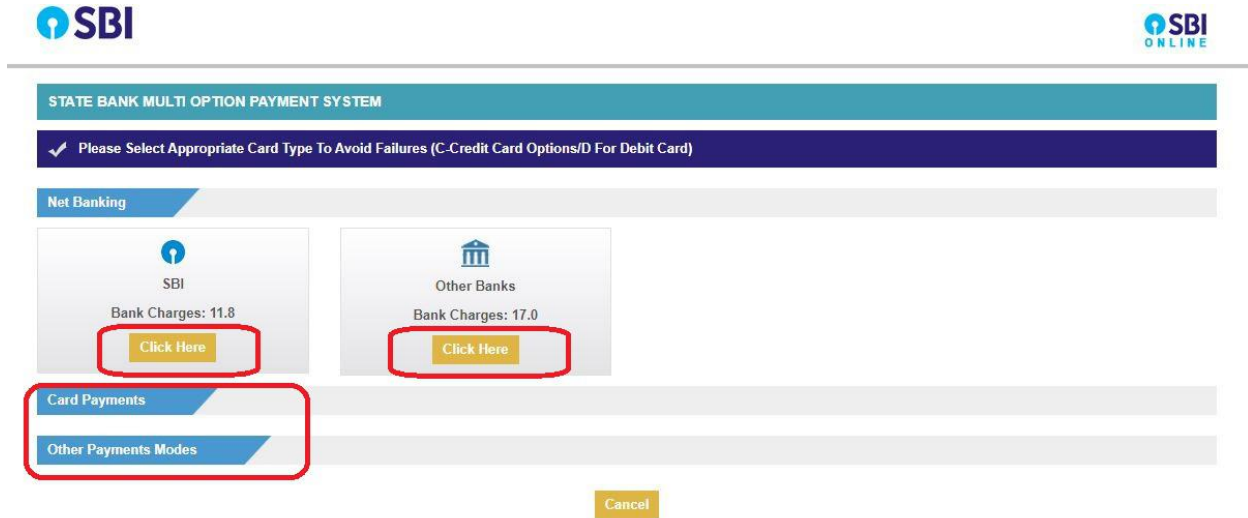 SBI
SBI
ONLINE
STATE BANK MULTI OPTION PAYMENT SYSTEM
Please Select Appropriate Card Type To Avoid Failures (C-Credit Card Options/D For Debit Card)
Net Banking
SBI
Bank Charges: 11.8
Click Here
Other Banks
Bank Charges: 17.0
Click Here
Card Payments
Other Payments Modes
Cancel